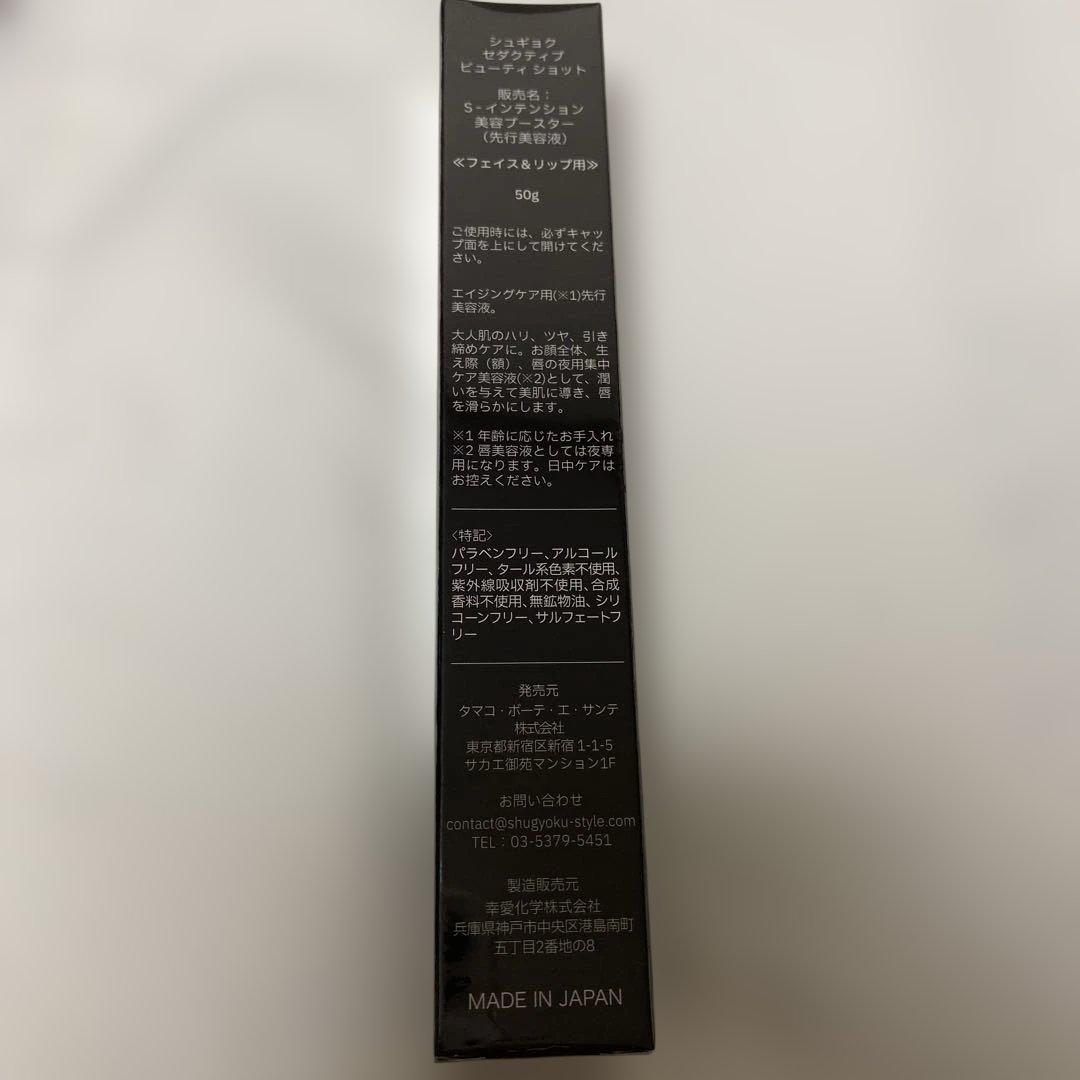 シュギョク
セダクティブ
ビューティ ショット
販売名：
S-インテンション
美容ブースター
（先行美容液）
≪フェイス＆リップ用≫
50g
ご使用時には、必ずキャッ
プ面を上にして開けてくだ
さい。
エイジングケア用(※1)先行
美容液。
大人肌のハリ、ツヤ、引き
締めケアに。お顔全体、生
え際（額）、唇の夜用集中
ケア美容液(※2)として、潤
いを与えて美肌に導き、唇
を滑らかにします。
※1 年齢に応じたお手入れ
※2 唇美容液としては夜専
用になります。日中ケアは
お控えください。
〈特記〉
パラベンフリー、アルコール
フリー、タール系色素不使用、
紫外線吸収剤不使用、合成
香料不使用、無鉱物油、シリ
コーンフリー、サルフェートフ
リー
発売元
タマコ・ボーテ・エ・サンテ
株式会社
東京都新宿区新宿 1-1-5
サカエ御苑マンション1F
お問い合わせ
contact@shugyoku-style.com
TEL：03-5379-5451
製造販売元
幸愛化学株式会社
兵庫県神戸市中央区港島南町
五丁目2番地の8
MADE IN JAPAN